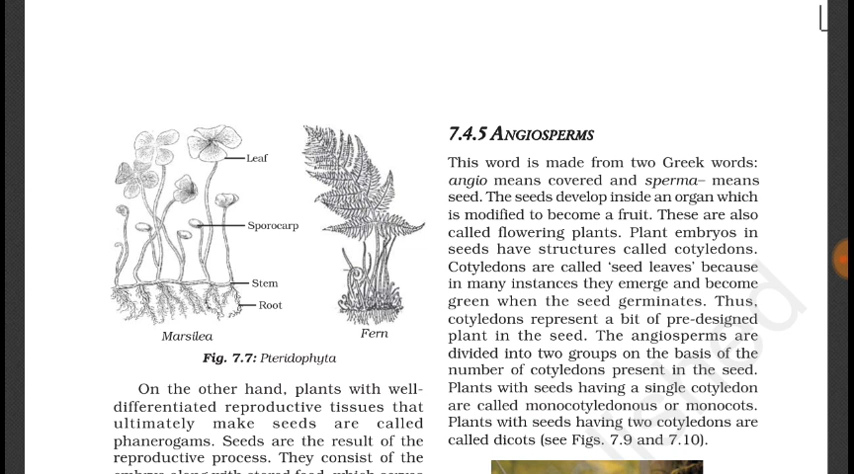 Leaf
Sporocarp
Stem
Root
Marsilea
Fern
Fig. 7.7: Pteridophyta
On the other hand, plants with well-
differentiated reproductive tissues that
ultimately make seeds are called
phanerogams. Seeds are the result of the
reproductive process. They consist of the
embryo along with stored food, which serves
7.4.5 ANGIOSPERMS
This word is made from two Greek words:
angio means covered and sperma– means
seed. The seeds develop inside an organ which
is modified to become a fruit. These are also
called flowering plants. Plant embryos in
seeds have structures called cotyledons.
Cotyledons are called ‘seed leaves’ because
in many instances they emerge and become
green when the seed germinates. Thus,
cotyledons represent a bit of pre-designed
plant in the seed. The angiosperms are
divided into two groups on the basis of the
number of cotyledons present in the seed.
Plants with seeds having a single cotyledon
are called monocotyledonous or monocots.
Plants with seeds having two cotyledons are
called dicots (see Figs. 7.9 and 7.10).